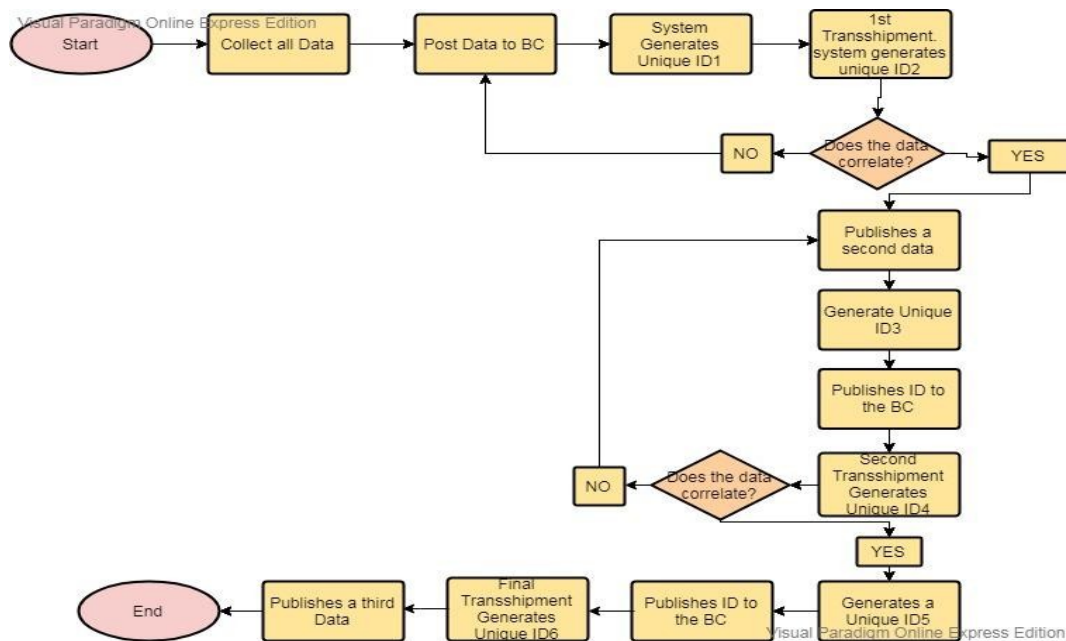 Visual Paradigm Online Express Edition
Start
Collect all Data
Post Data to BC
System
Generates
Unique ID1
1st
Transshipment.
system generates
unique ID2
Does the data
correlate?
NO
YES
Publishes a
second data
Generate Unique
ID3
Publishes ID to
the BC
Second
Transshipment
Generates
Unique ID4
Does the data
correlate?
NO
YES
Generates a
Unique ID5
Publishes ID to
the BC
Final
Transshipment
Generates
Unique ID6
Publishes a third
Data
End
Visual Paradigm Online Express Edition